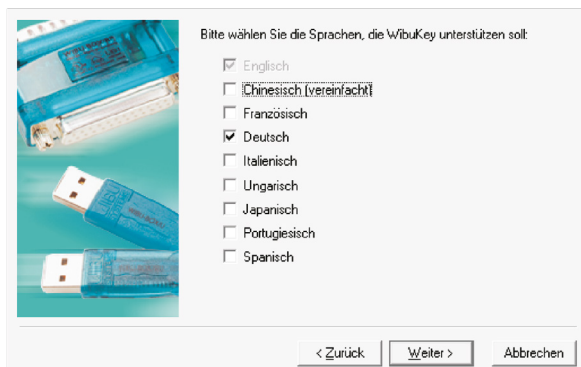 Bitte wählen Sie die Sprachen, die WibuKey unterstützen soll:
Englisch
Chinesisch (vereinfacht)
Französisch
Deutsch
Italienisch
Ungarisch
Japanisch
Portugiesisch
Spanisch
< Zurück
Weiter >
Abbrechen